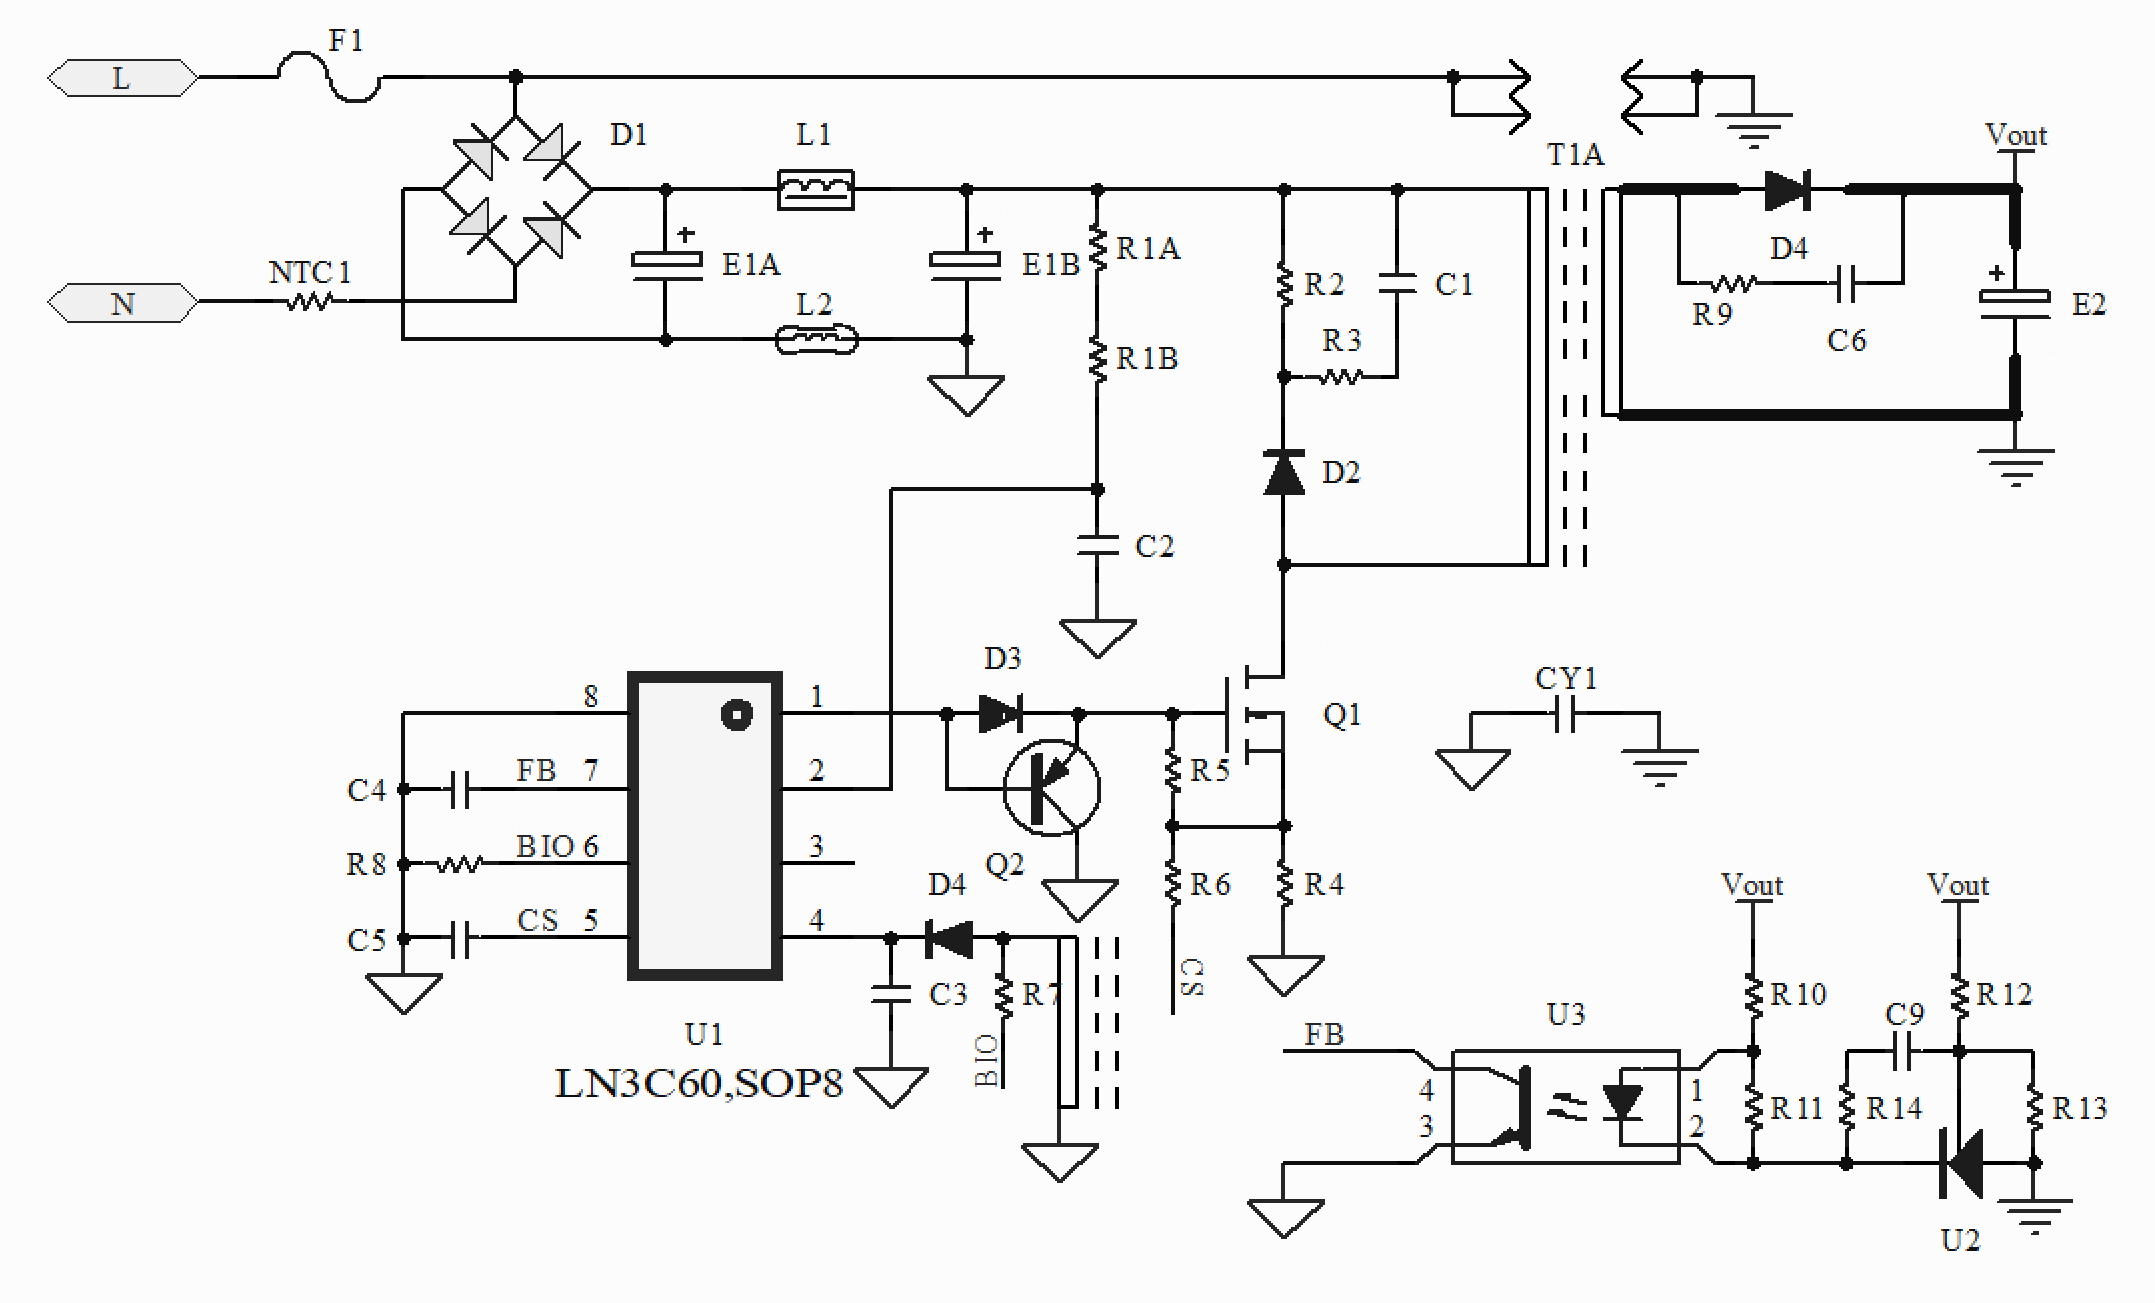 F1
L
D1
L1
T1A
Vout
NTC1
E1A
E1B
R1A
R2
C1
D4
N
L2
R9
E2
R1B
R3
C6
D2
C2
D3
8
1
CY1
Q1
FB 7
2
R5
C4
BIO 6
3
R8
Q2
D4
R6
R4
Vout
Vout
CS 5
4
C5
CS
C3
R7
R10
R12
U1
BIO
FB
U3
C9
LN3C60,SOP8
4
1
R11
R14
R13
3
2
U2